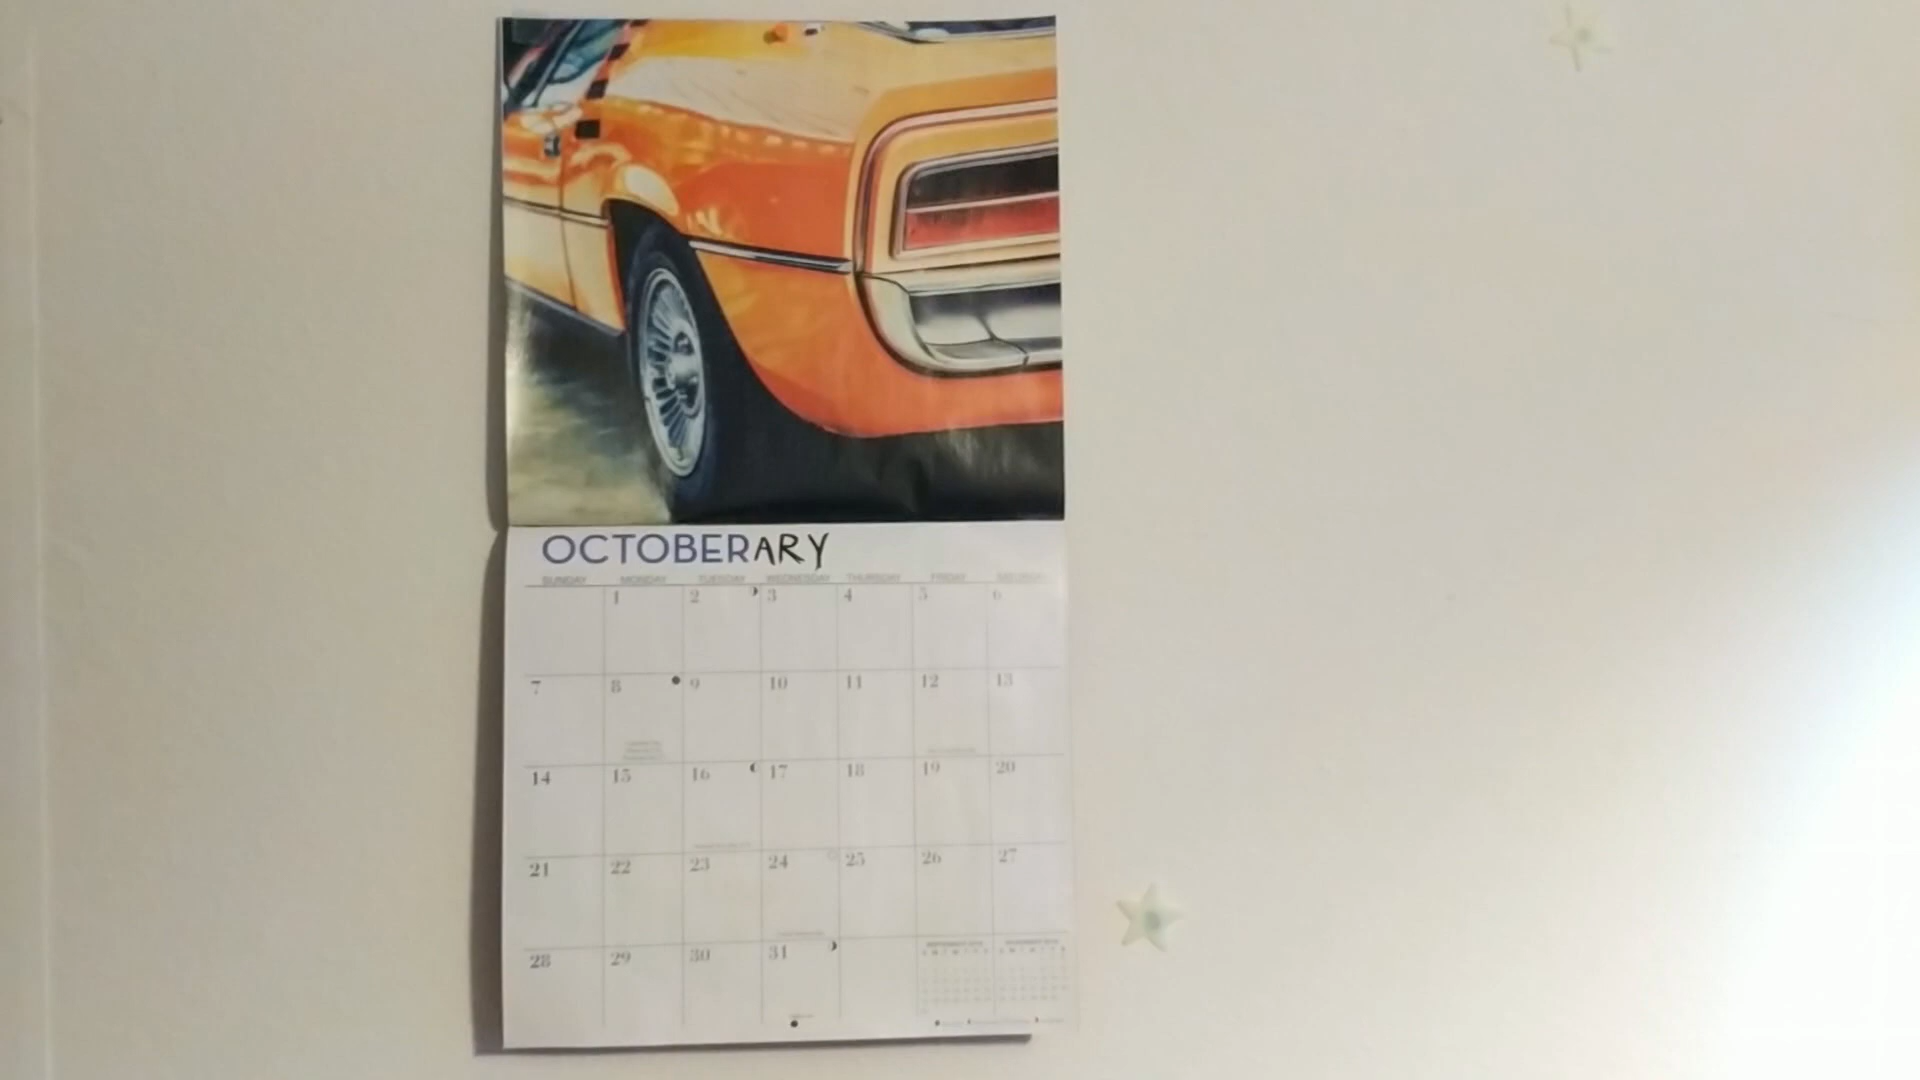 OCTOBERARY
SUNDAY MONDAY TUESDAY WEDNESDAY THURSDAY FRIDAY SATURDAY
1 2 3 4 5 6
7 8 9 10 11 12 13
14 15 16 17 18 19 20
21 22 23 24 25 26 27
28 29 30 31